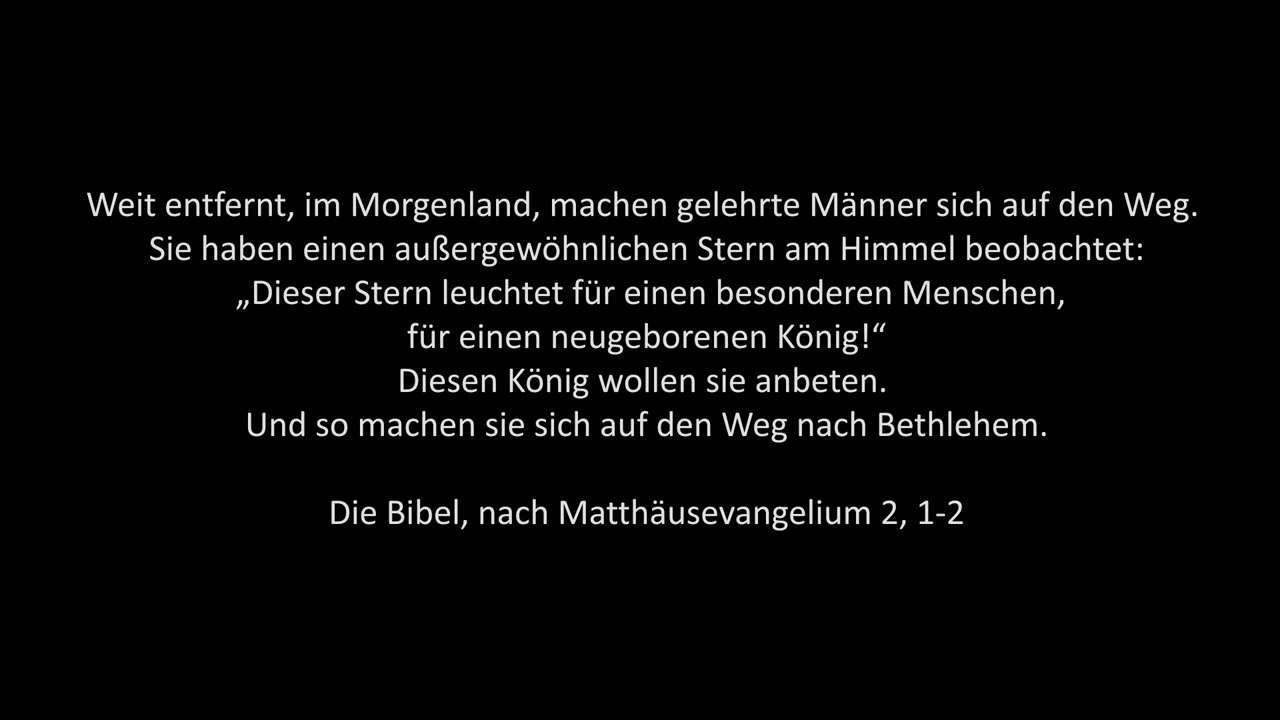 Weit entfernt, im Morgenland, machen gelehrte Männer sich auf den Weg.
Sie haben einen außergewöhnlichen Stern am Himmel beobachtet:
„Dieser Stern leuchtet für einen besonderen Menschen,
für einen neugeborenen König!“
Diesen König wollen sie anbeten.
Und so machen sie sich auf den Weg nach Bethlehem.
Die Bibel, nach Matthäusevangelium 2, 1-2